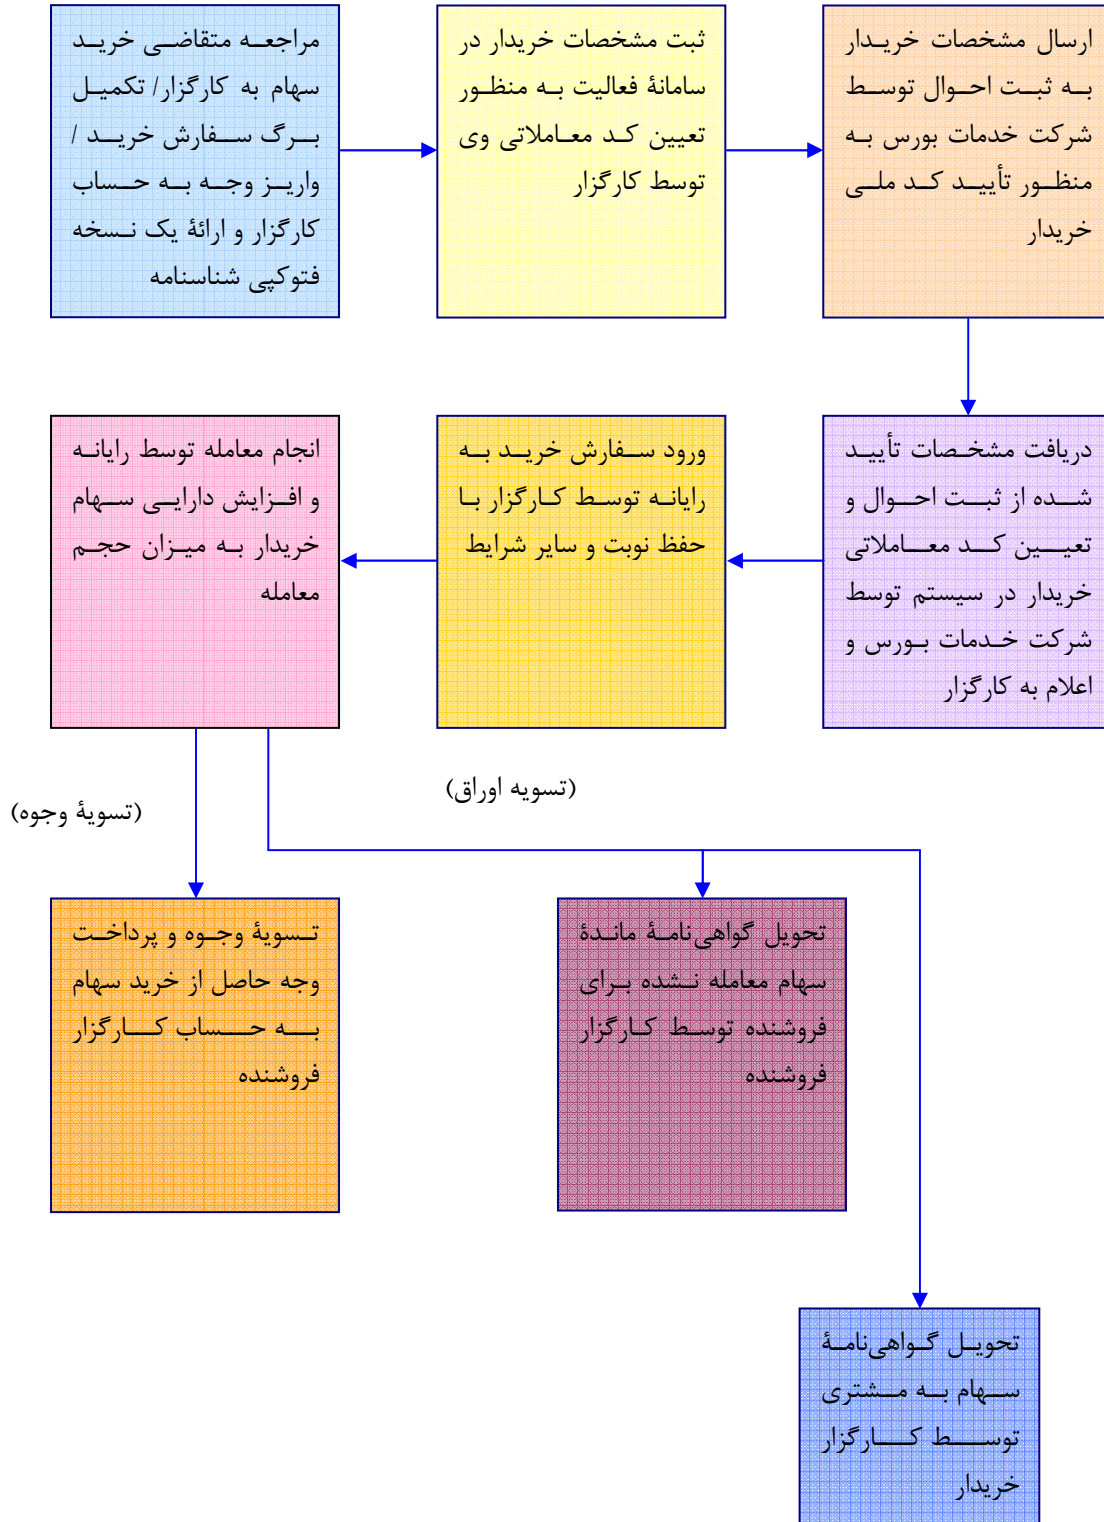 مراجعه متقاضی خرید
سهام به کارگزار/ تکمیل
برگ سفارش خرید /
واریز وجه به حساب
کارگزار و ارائهٔ یک نسخه
فتوکپی شناسنامه
ثبت مشخصات خریدار در
سامانهٔ فعالیت به منظور
تعیین کد معاملاتی وی
توسط کارگزار
ارسال مشخصات خریدار
به ثبت احوال توسط
شرکت خدمات بورس به
منظور تأیید کد ملی
خریدار
دریافت مشخصات تأیید
شده از ثبت احوال و
تعیین کد معاملاتی
خریدار در سیستم توسط
شرکت خدمات بورس و
اعلام به کارگزار
ورود سفارش خرید به
رایانه توسط کارگزار با
حفظ نوبت و سایر شرایط
انجام معامله توسط رایانه
و افزایش دارایی سهام
خریدار به میزان حجم
معامله
(تسویه اوراق)
(تسویهٔ وجوه)
تسویهٔ وجوه و پرداخت
وجه حاصل از خرید سهام
به حساب کارگزار
فروشنده
تحویل گواهی‌نامهٔ ماندهٔ
سهام معامله نشده برای
فروشنده توسط کارگزار
فروشنده
تحویل گواهی‌نامهٔ
سهام به مشتری
توسط کارگزار
خریدار